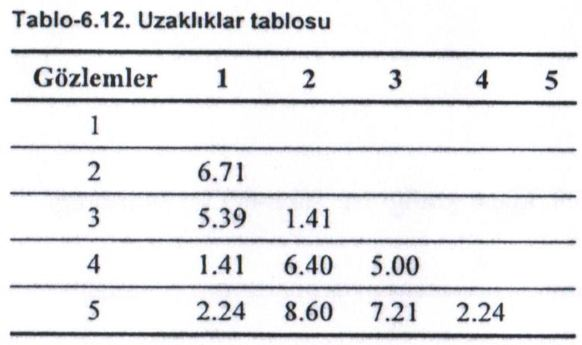 Tablo-6.12. Uzaklıklar tablosu
Gözlemler 1 2 3 4 5
1
2 6.71
3 5.39 1.41
4 1.41 6.40 5.00
5 2.24 8.60 7.21 2.24